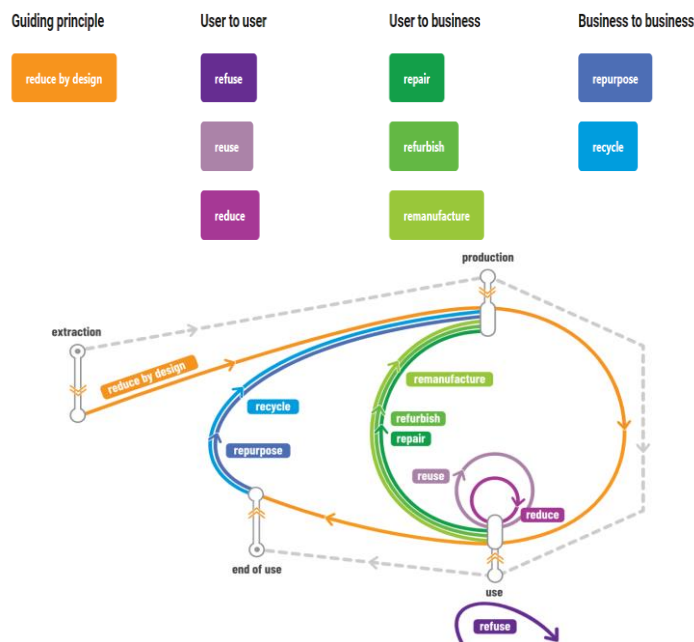 Guiding principle
User to user
User to business
Business to business
reduce by design
refuse
repair
repurpose
reuse
refurbish
recycle
reduce
remanufacture
production
extraction
reduce by design
remanufacture
recycle
refurbish
repair
repurpose
reuse
reduce
end of use
use
refuse